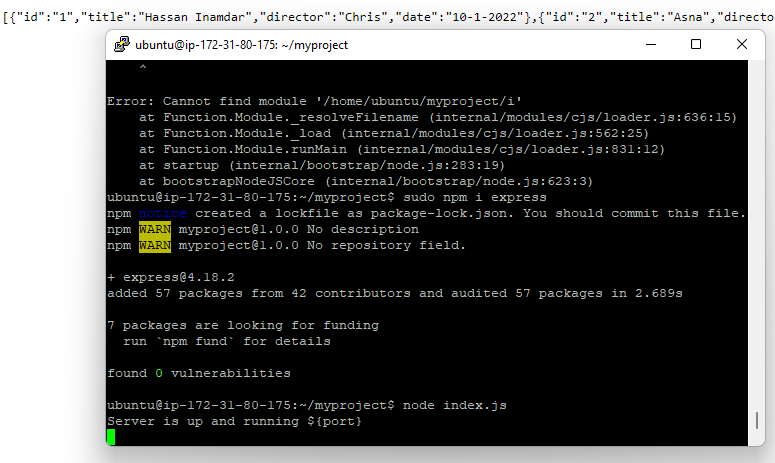 [{"id":"1","title":"Hassan Inamdar","director":"Chris","date":"10-1-2022"},{"id":"2","title":"Asna","directo
ubuntu@ip-172-31-80-175: ~/myproject
^
Error: Cannot find module '/home/ubuntu/myproject/i'
    at Function.Module._resolveFilename (internal/modules/cjs/loader.js:636:15)
    at Function.Module._load (internal/modules/cjs/loader.js:562:25)
    at Function.Module.runMain (internal/modules/cjs/loader.js:831:12)
    at startup (internal/bootstrap/node.js:283:19)
    at bootstrapNodeJSCore (internal/bootstrap/node.js:623:3)
ubuntu@ip-172-31-80-175:~/myproject$ sudo npm i express
npm notice created a lockfile as package-lock.json. You should commit this file.
npm WARN myproject@1.0.0 No description
npm WARN myproject@1.0.0 No repository field.
+ express@4.18.2
added 57 packages from 42 contributors and audited 57 packages in 2.689s
7 packages are looking for funding
  run `npm fund` for details
found 0 vulnerabilities
ubuntu@ip-172-31-80-175:~/myproject$ node index.js
Server is up and running ${port}